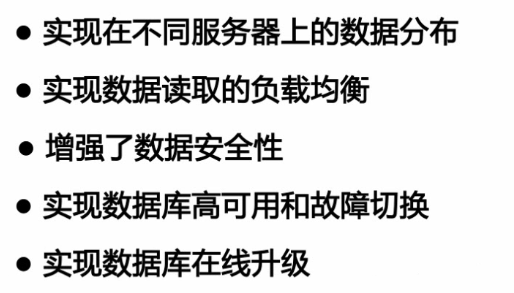 ● 实现在不同服务器上的数据分布
● 实现数据读取的负载均衡
● 增强了数据安全性
● 实现数据库高可用和故障切换
● 实现数据库在线升级